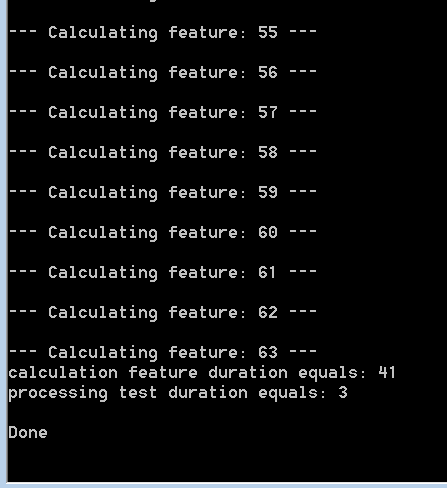 --- Calculating feature: 55 ---
--- Calculating feature: 56 ---
--- Calculating feature: 57 ---
--- Calculating feature: 58 ---
--- Calculating feature: 59 ---
--- Calculating feature: 60 ---
--- Calculating feature: 61 ---
--- Calculating feature: 62 ---
--- Calculating feature: 63 ---
calculation feature duration equals: 41
processing test duration equals: 3
Done